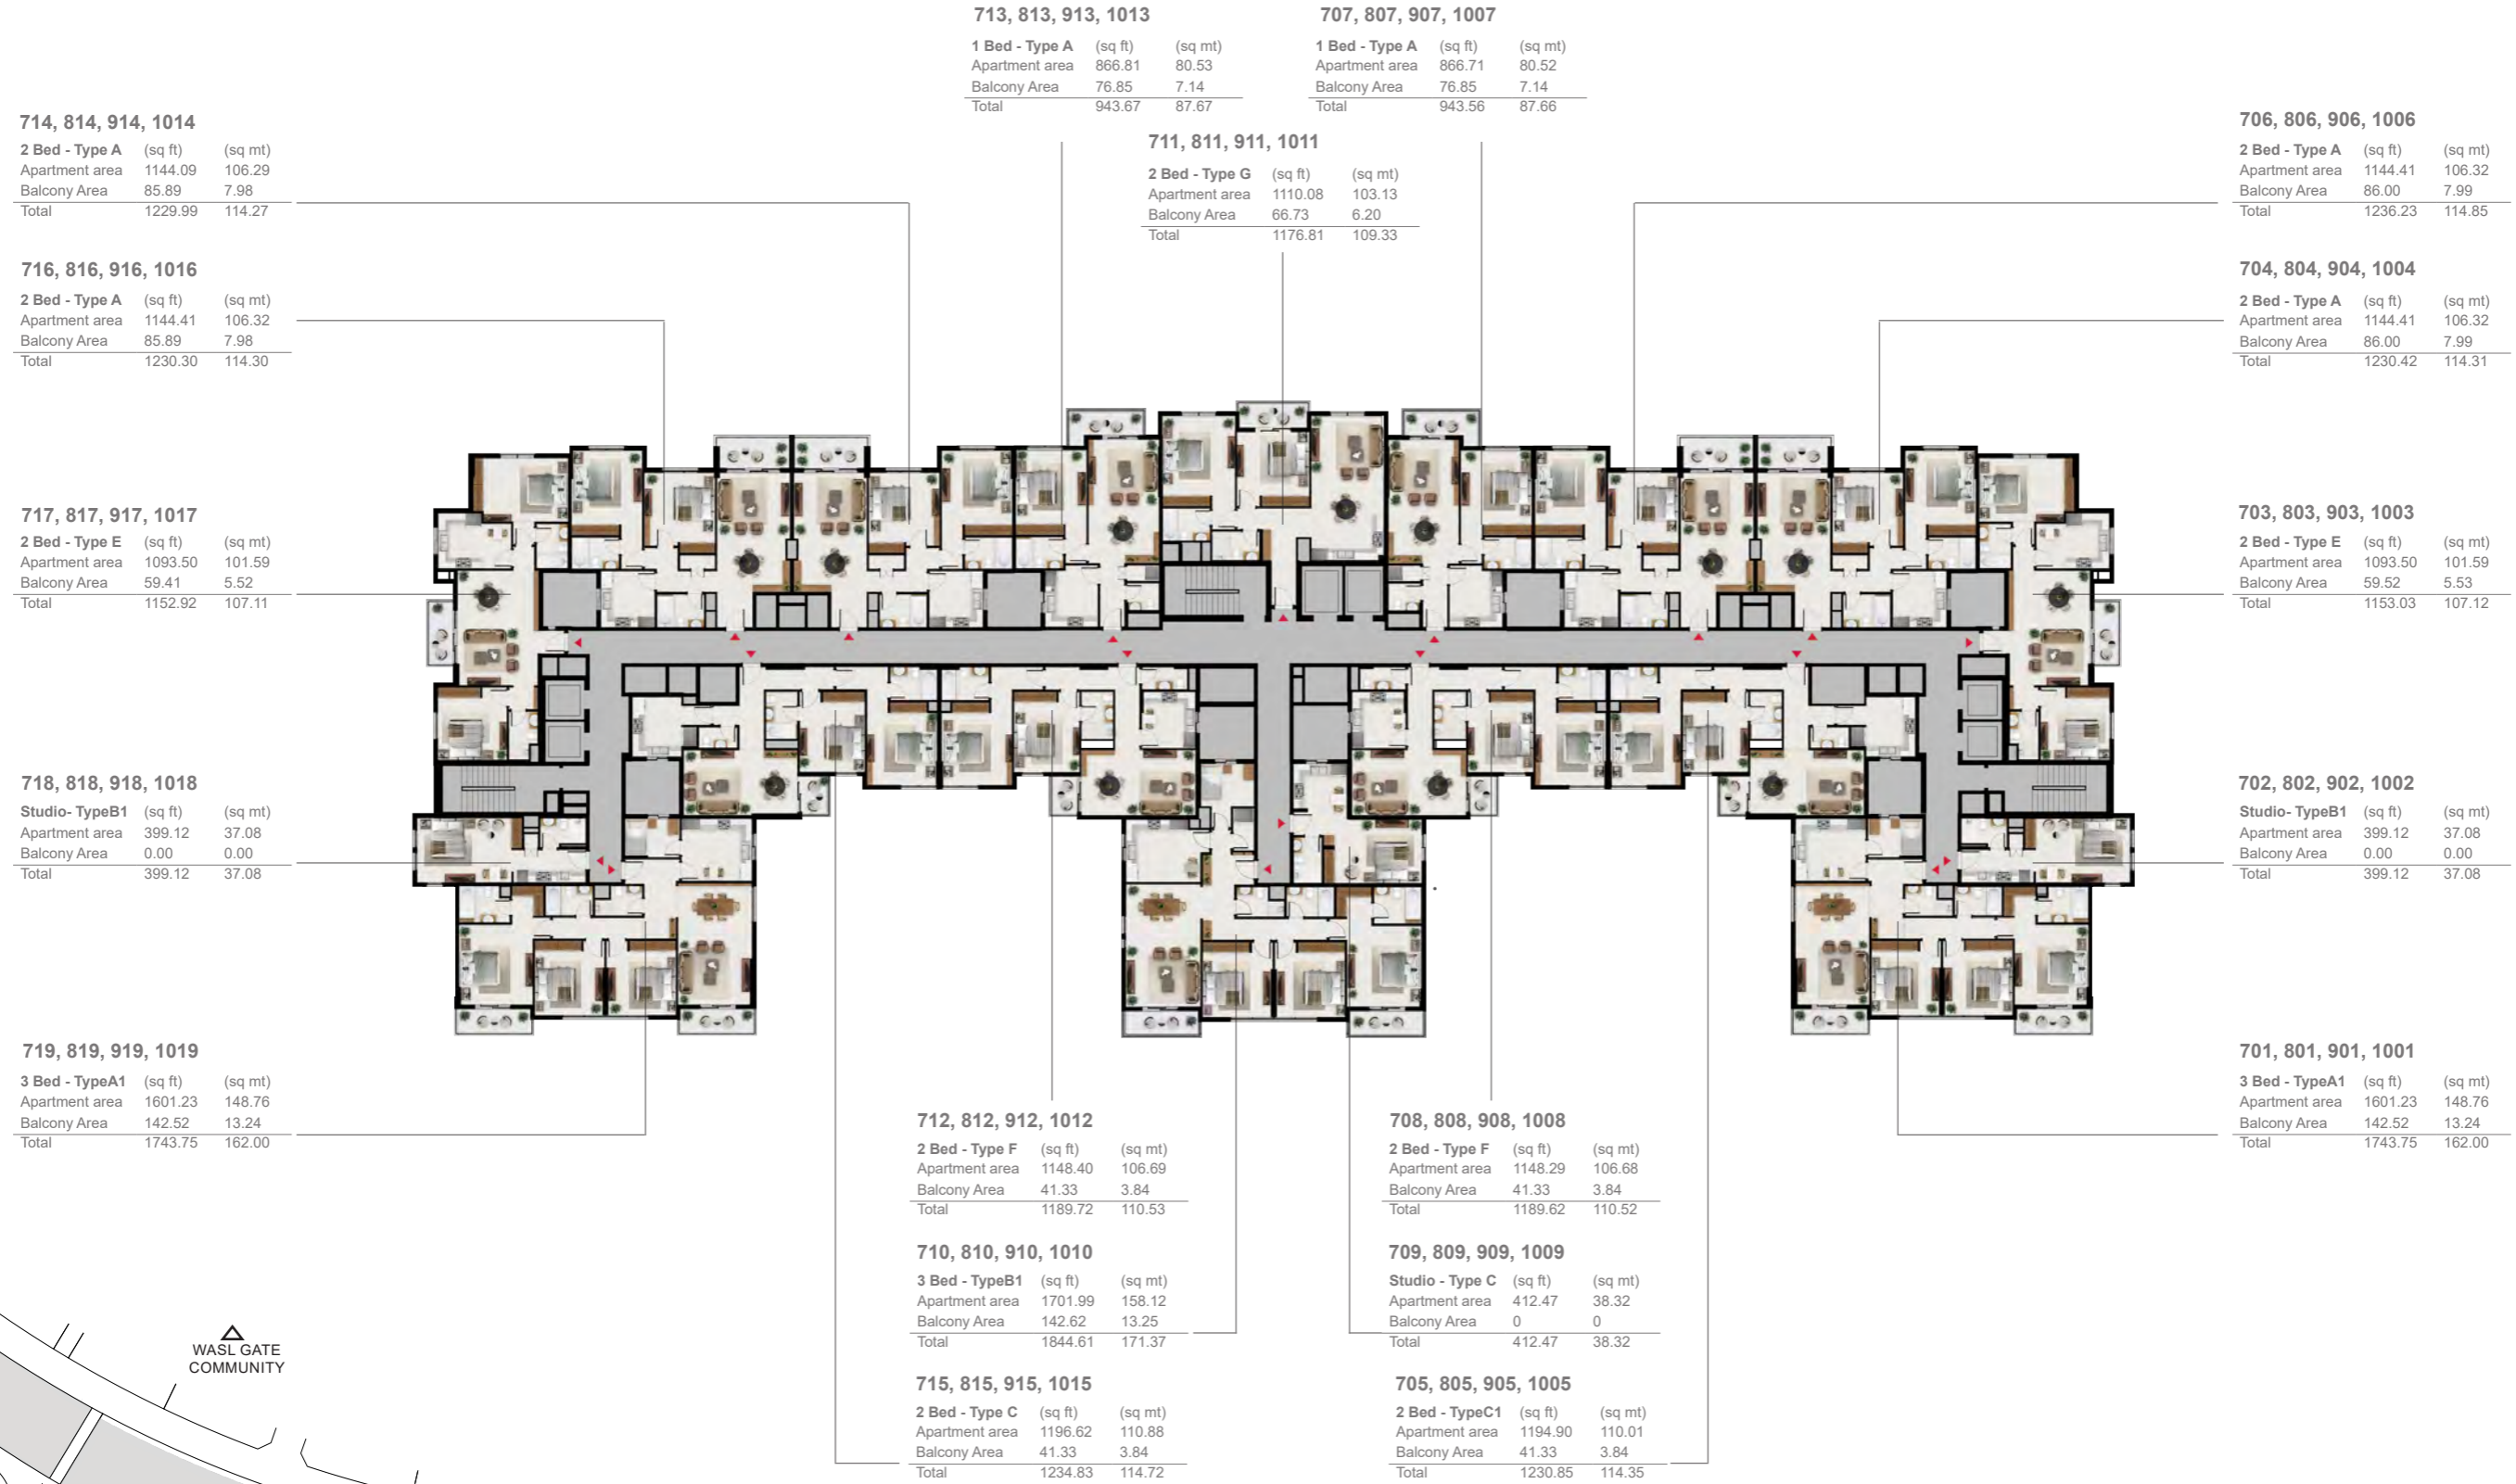 713, 813, 913, 1013
1 Bed - Type A (sq ft) (sq mt)
Apartment area 866.81 80.53
Balcony Area 76.85 7.14
Total 943.67 87.67
707, 807, 907, 1007
1 Bed - Type A (sq ft) (sq mt)
Apartment area 866.71 80.52
Balcony Area 76.85 7.14
Total 943.56 87.66
711, 811, 911, 1011
2 Bed - Type G (sq ft) (sq mt)
Apartment area 1110.08 103.13
Balcony Area 66.73 6.20
Total 1176.81 109.33
714, 814, 914, 1014
2 Bed - Type A (sq ft) (sq mt)
Apartment area 1144.09 106.29
Balcony Area 85.89 7.98
Total 1229.99 114.27
716, 816, 916, 1016
2 Bed - Type A (sq ft) (sq mt)
Apartment area 1144.41 106.32
Balcony Area 85.89 7.98
Total 1230.30 114.30
717, 817, 917, 1017
2 Bed - Type E (sq ft) (sq mt)
Apartment area 1093.50 101.59
Balcony Area 59.41 5.52
Total 1152.92 107.11
718, 818, 918, 1018
Studio- TypeB1 (sq ft) (sq mt)
Apartment area 399.12 37.08
Balcony Area 0.00 0.00
Total 399.12 37.08
719, 819, 919, 1019
3 Bed - TypeA1 (sq ft) (sq mt)
Apartment area 1601.23 148.76
Balcony Area 142.52 13.24
Total 1743.75 162.00
706, 806, 906, 1006
2 Bed - Type A (sq ft) (sq mt)
Apartment area 1144.41 106.32
Balcony Area 86.00 7.99
Total 1236.23 114.85
704, 804, 904, 1004
2 Bed - Type A (sq ft) (sq mt)
Apartment area 1144.41 106.32
Balcony Area 86.00 7.99
Total 1230.42 114.31
703, 803, 903, 1003
2 Bed - Type E (sq ft) (sq mt)
Apartment area 1093.50 101.59
Balcony Area 59.52 5.53
Total 1153.03 107.12
702, 802, 902, 1002
Studio- TypeB1 (sq ft) (sq mt)
Apartment area 399.12 37.08
Balcony Area 0.00 0.00
Total 399.12 37.08
701, 801, 901, 1001
3 Bed - TypeA1 (sq ft) (sq mt)
Apartment area 1601.23 148.76
Balcony Area 142.52 13.24
Total 1743.75 162.00
712, 812, 912, 1012
2 Bed - Type F (sq ft) (sq mt)
Apartment area 1148.40 106.69
Balcony Area 41.33 3.84
Total 1189.72 110.53
710, 810, 910, 1010
3 Bed - TypeB1 (sq ft) (sq mt)
Apartment area 1701.99 158.12
Balcony Area 142.62 13.25
Total 1844.61 171.37
715, 815, 915, 1015
2 Bed - Type C (sq ft) (sq mt)
Apartment area 1196.62 110.88
Balcony Area 41.33 3.84
Total 1234.83 114.72
708, 808, 908, 1008
2 Bed - Type F (sq ft) (sq mt)
Apartment area 1148.29 106.68
Balcony Area 41.33 3.84
Total 1189.62 110.52
709, 809, 909, 1009
Studio - Type C (sq ft) (sq mt)
Apartment area 412.47 38.32
Balcony Area 0 0
Total 412.47 38.32
705, 805, 905, 1005
2 Bed - TypeC1 (sq ft) (sq mt)
Apartment area 1194.90 110.01
Balcony Area 41.33 3.84
Total 1230.85 114.35
WASL GATE
COMMUNITY